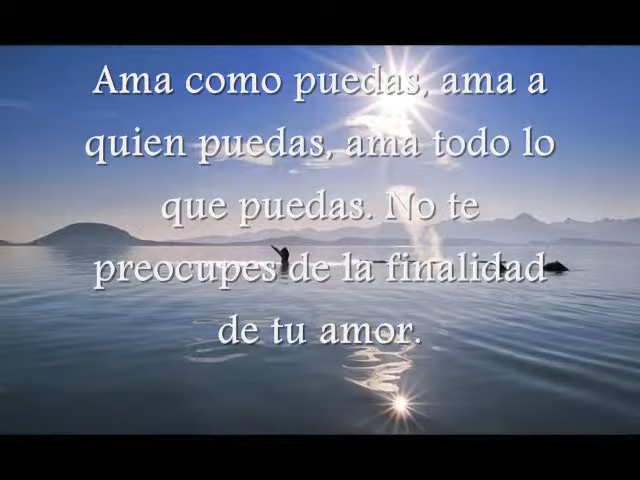 Ama como puedas, ama a
quien puedas, ama todo lo
que puedas. No te
preocupes de la finalidad
de tu amor.